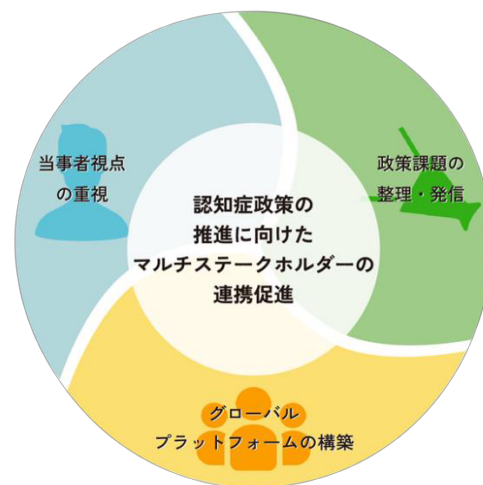 当事者視点
の重視
政策課題の
整理・発信
認知症政策の
推進に向けた
マルチステークホルダーの
連携促進
グローバル
プラットフォームの構築